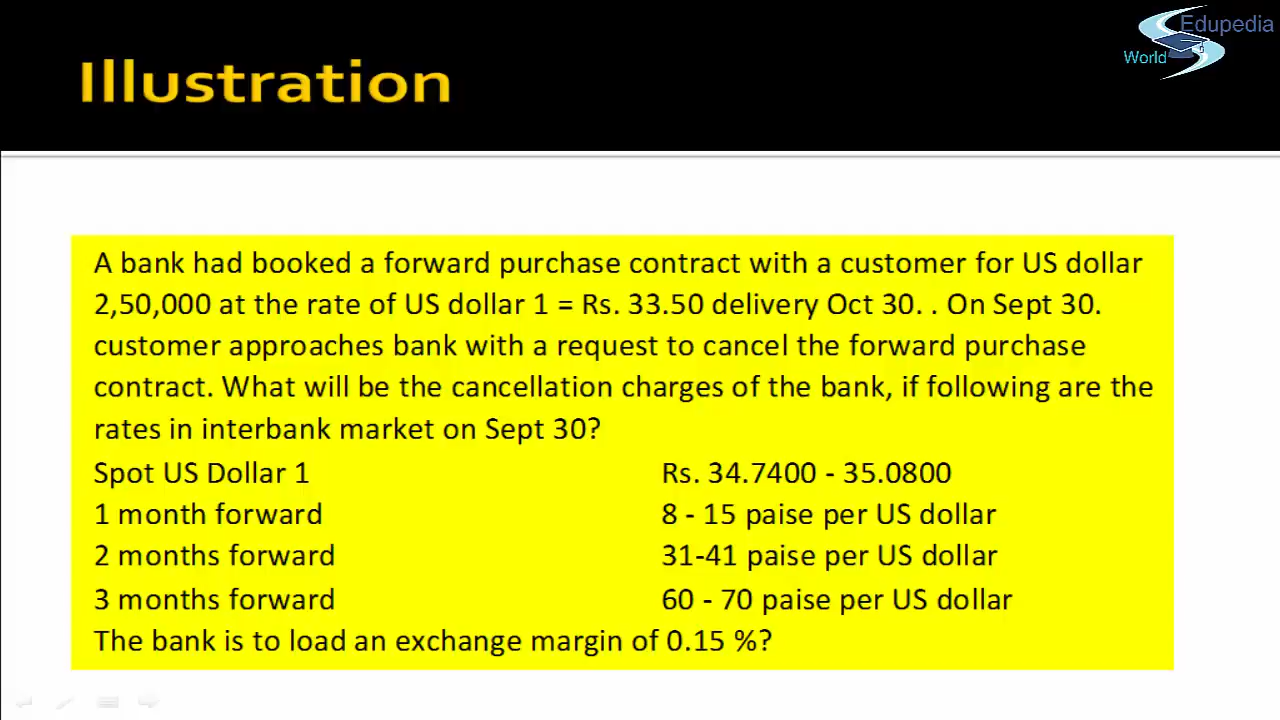 Edupedia
World
Illustration
A bank had booked a forward purchase contract with a customer for US dollar
2,50,000 at the rate of US dollar 1 = Rs. 33.50 delivery Oct 30. . On Sept 30.
customer approaches bank with a request to cancel the forward purchase
contract. What will be the cancellation charges of the bank, if following are the
rates in interbank market on Sept 30?
Spot US Dollar 1 Rs. 34.7400 - 35.0800
1 month forward 8 - 15 paise per US dollar
2 months forward 31-41 paise per US dollar
3 months forward 60 - 70 paise per US dollar
The bank is to load an exchange margin of 0.15 %?